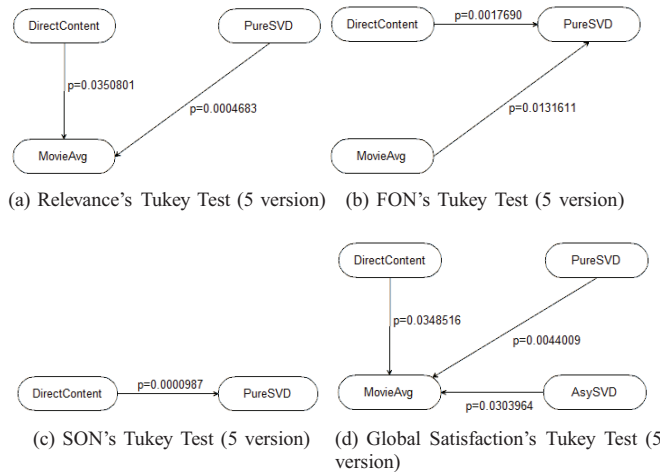 DirectContent
PureSVD
p=0.0350801
p=0.0004683
MovieAvg
(a) Relevance's Tukey Test (5 version)
DirectContent
p=0.0017690
PureSVD
p=0.0131611
MovieAvg
(b) FON's Tukey Test (5 version)
DirectContent
p=0.0000987
PureSVD
(c) SON's Tukey Test (5 version)
DirectContent
PureSVD
p=0.0348516
p=0.0044009
MovieAvg
AsySVD
p=0.0303964
(d) Global Satisfaction's Tukey Test (5
version)